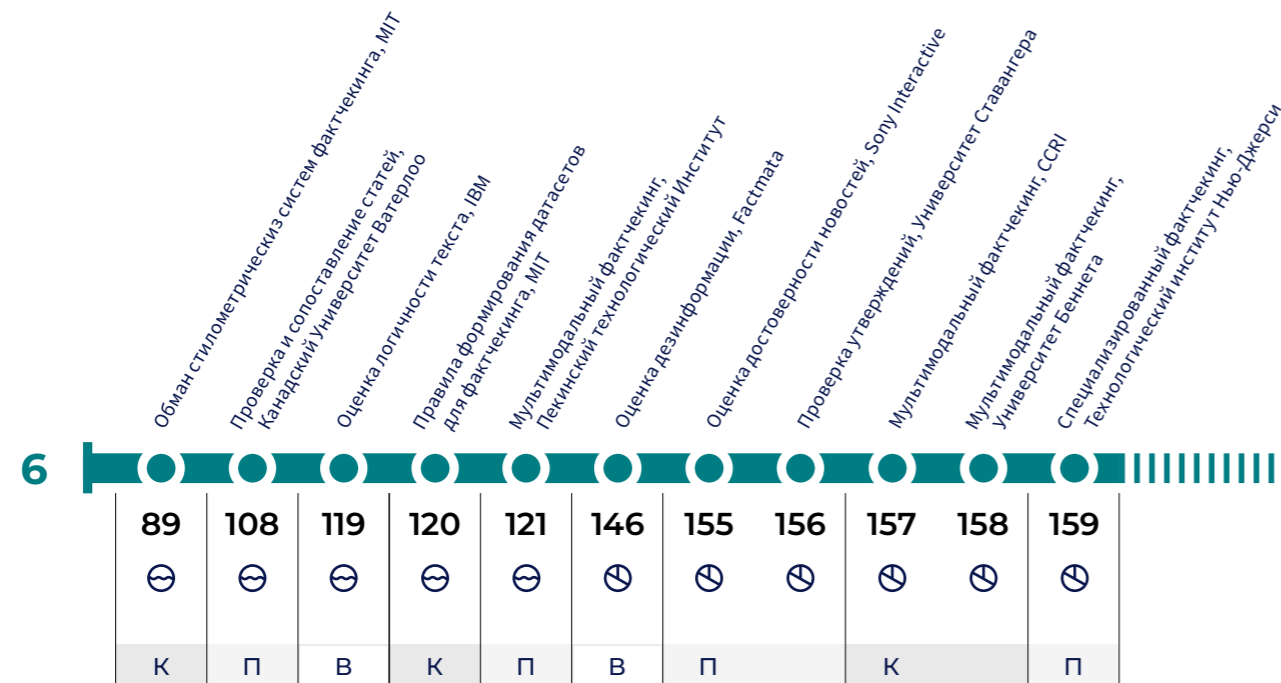 Обман стилометрическиз систем фактчекинга, MIT
Проверка и сопоставление статей,
Канадский Университет Ватерлоо
Оценка логичности текста, IBM
Правила формирования датасетов
для фактчекинга, MIT
Мультимодальный фактчекинг,
Пекинский технологический Институт
Оценка дезинформации, Factmata
Оценка достоверности новостей, Sony Interactive
Проверка утверждений, Университет Ставангера
Мультимодальный фактчекинг, CCRI
Мультимодальный фактчекинг,
Университет Беннета
Специализированный фактчекинг,
Технологический институт Нью-Джерси
6
89 108 119 120 121 146 155 156 157 158 159
К П В К П В П К П